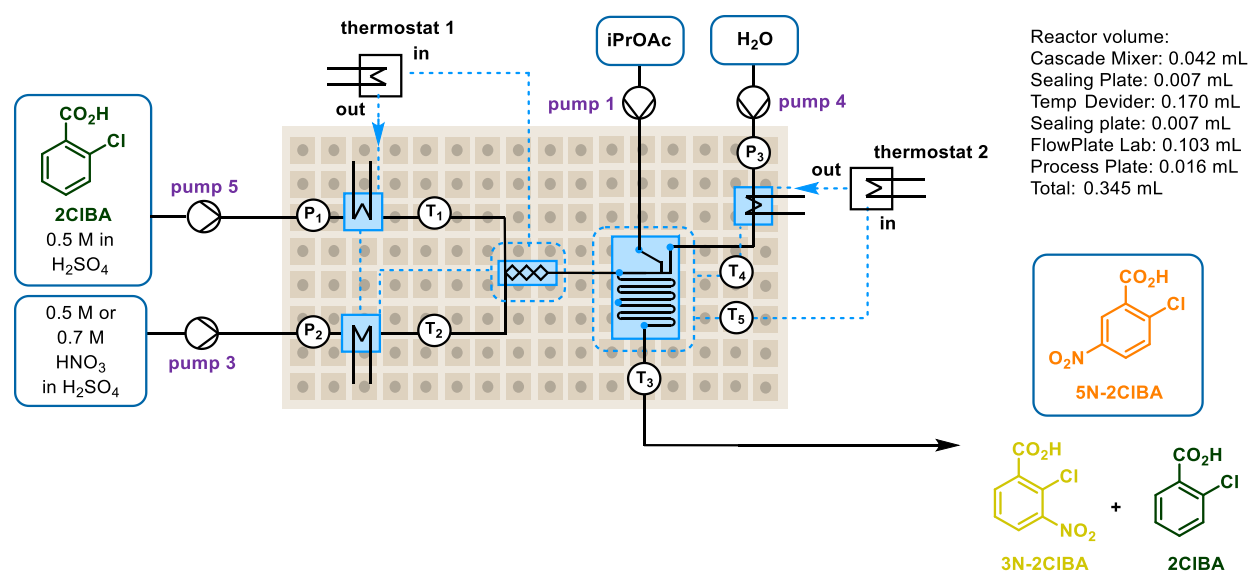 thermostat 1
in
out
iPrOAc
H₂O
pump 1
pump 4
Reactor volume:
Cascade Mixer: 0.042 mL
Sealing Plate: 0.007 mL
Temp Devider: 0.170 mL
Sealing plate: 0.007 mL
FlowPlate Lab: 0.103 mL
Process Plate: 0.016 mL
Total: 0.345 mL
CO₂H
Cl
2ClBA
0.5 M in
H₂SO₄
pump 5
P₁
T₁
P₃
thermostat 2
out
in
T₄
T₅
0.5 M or
0.7 M
HNO₃
in H₂SO₄
pump 3
P₂
T₂
T₃
CO₂H
Cl
O₂N
5N-2ClBA
CO₂H
Cl
NO₂
3N-2ClBA
+
CO₂H
Cl
2ClBA